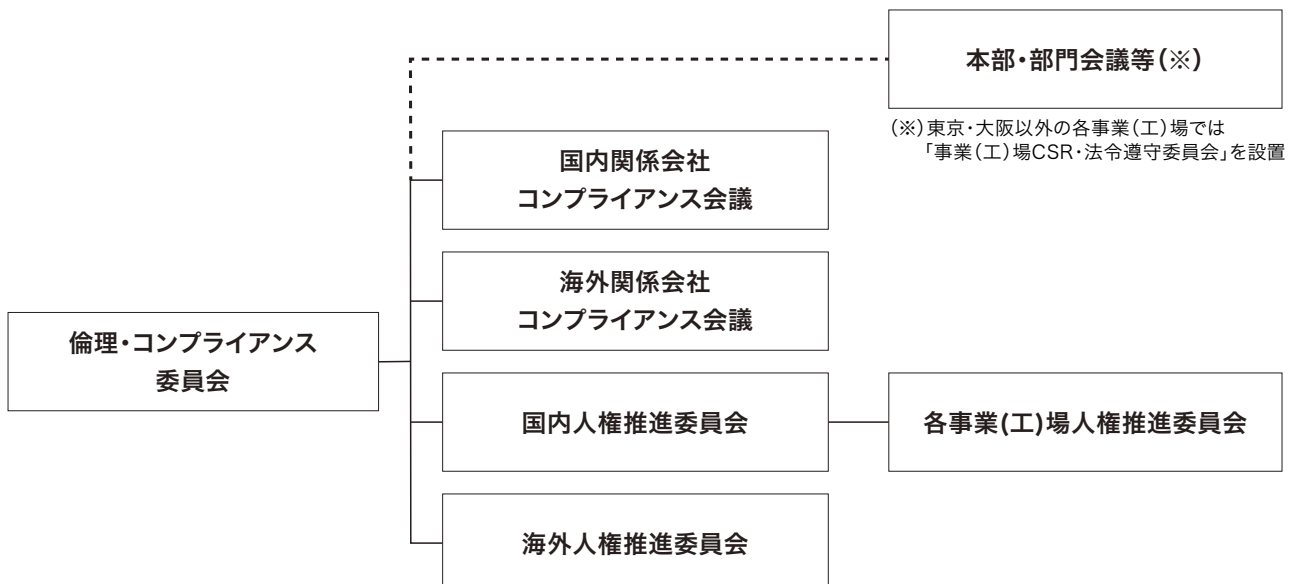 本部・部門会議等(※)
(※)東京・大阪以外の各事業(工)場では
「事業(工)場CSR・法令遵守委員会」を設置
国内関係会社
コンプライアンス会議
海外関係会社
コンプライアンス会議
倫理・コンプライアンス
委員会
国内人権推進委員会
各事業(工)場人権推進委員会
海外人権推進委員会